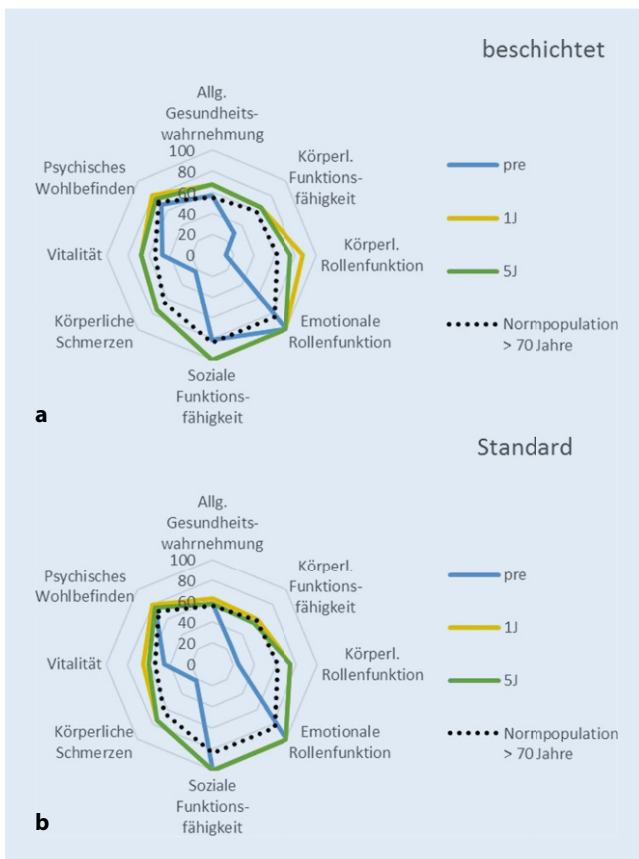 beschichtet
Allg.
Gesundheits-
wahrnehmung
Psychisches
Wohlbefinden
Körperl.
Funktions-
fähigkeit
100
80
60
40
20
0
Vitalität
Körperl.
Rollenfunktion
Körperliche
Schmerzen
Emotionale
Rollenfunktion
Soziale
Funktions-
fähigkeit
pre
1J
5J
Normpopulation
> 70 Jahre
a
Standard
Allg.
Gesundheits-
wahrnehmung
Psychisches
Wohlbefinden
Körperl.
Funktions-
fähigkeit
100
80
60
40
20
0
Vitalität
Körperl.
Rollenfunktion
Körperliche
Schmerzen
Emotionale
Rollenfunktion
Soziale
Funktions-
fähigkeit
pre
1J
5J
Normpopulation
> 70 Jahre
b